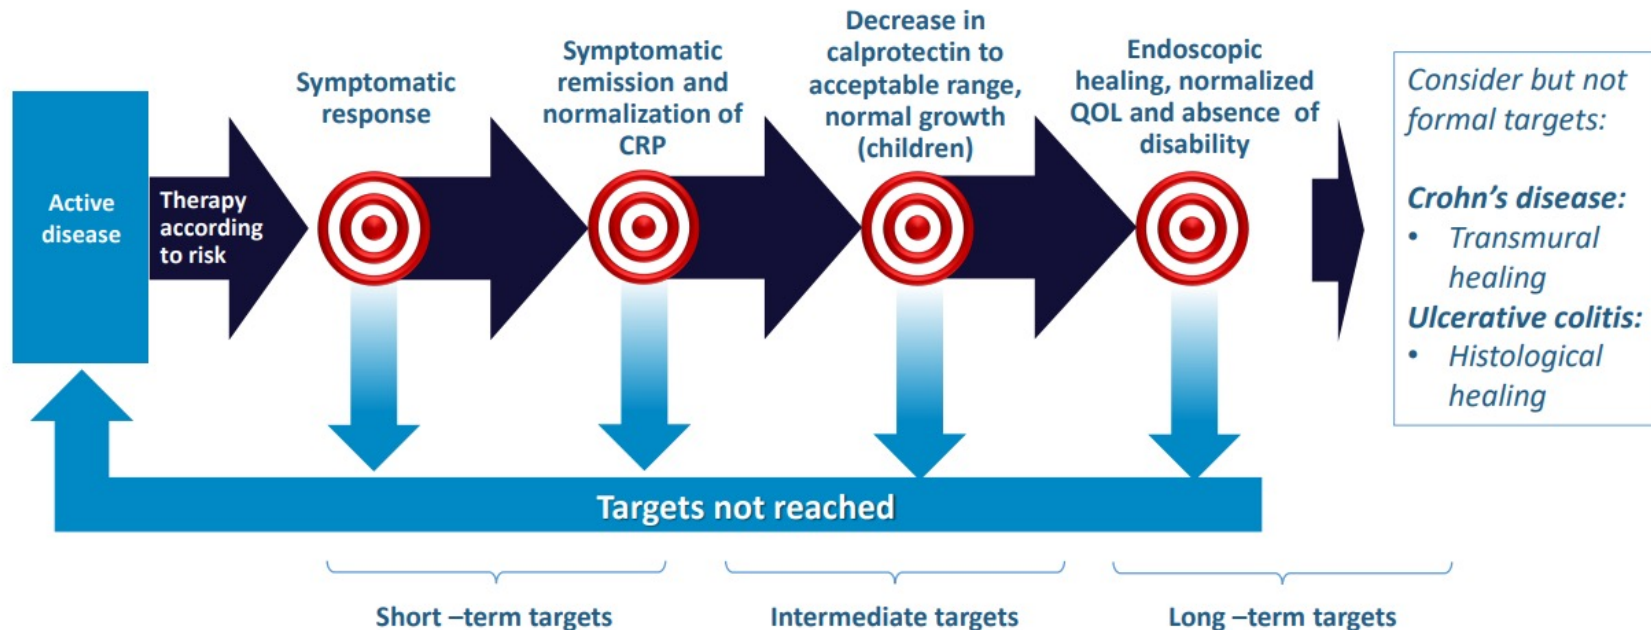 Active
disease
Therapy
according
to risk
Symptomatic
response
Symptomatic
remission and
normalization of
CRP
Decrease in
calprotectin to
acceptable range,
normal growth
(children)
Endoscopic
healing, normalized
QOL and absence of
disability
Consider but not
formal targets:
Crohn’s disease:
• Transmural
healing
Ulcerative colitis:
• Histological
healing
Targets not reached
Short –term targets
Intermediate targets
Long –term targets